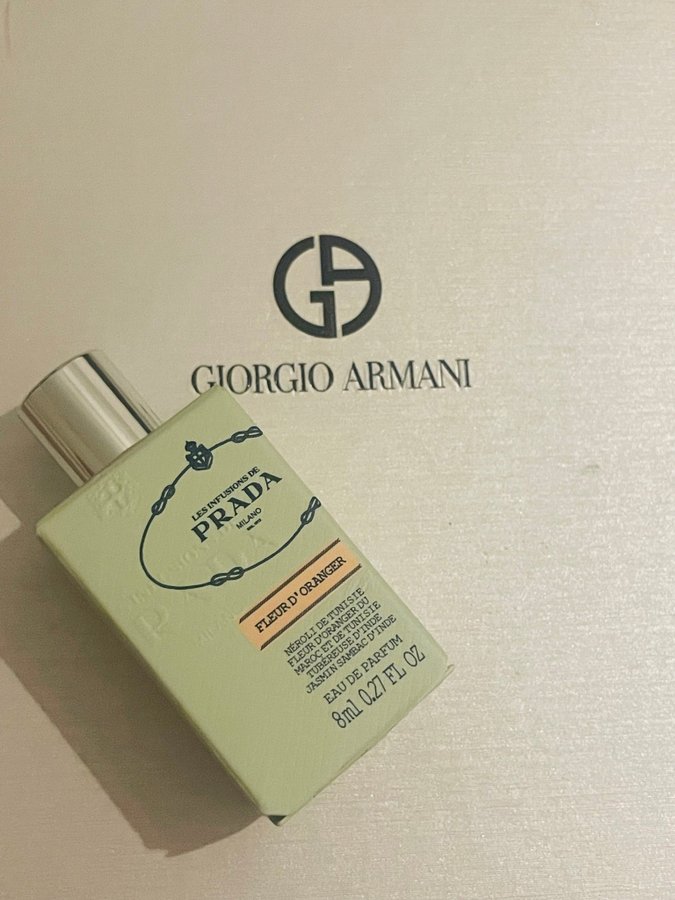 GA
GIORGIO ARMANI
LES INFUSIONS DE
PRADA
MILANO
FLEUR D'ORANGER
NÉROLI DE TUNISIE
FLEUR D'ORANGER DU
MAROC ET DE TUNISIE
TUBÉREUSE D'INDE
JASMIN SAMBAC D'INDE
EAU DE PARFUM
8ml 0.27 FL OZ